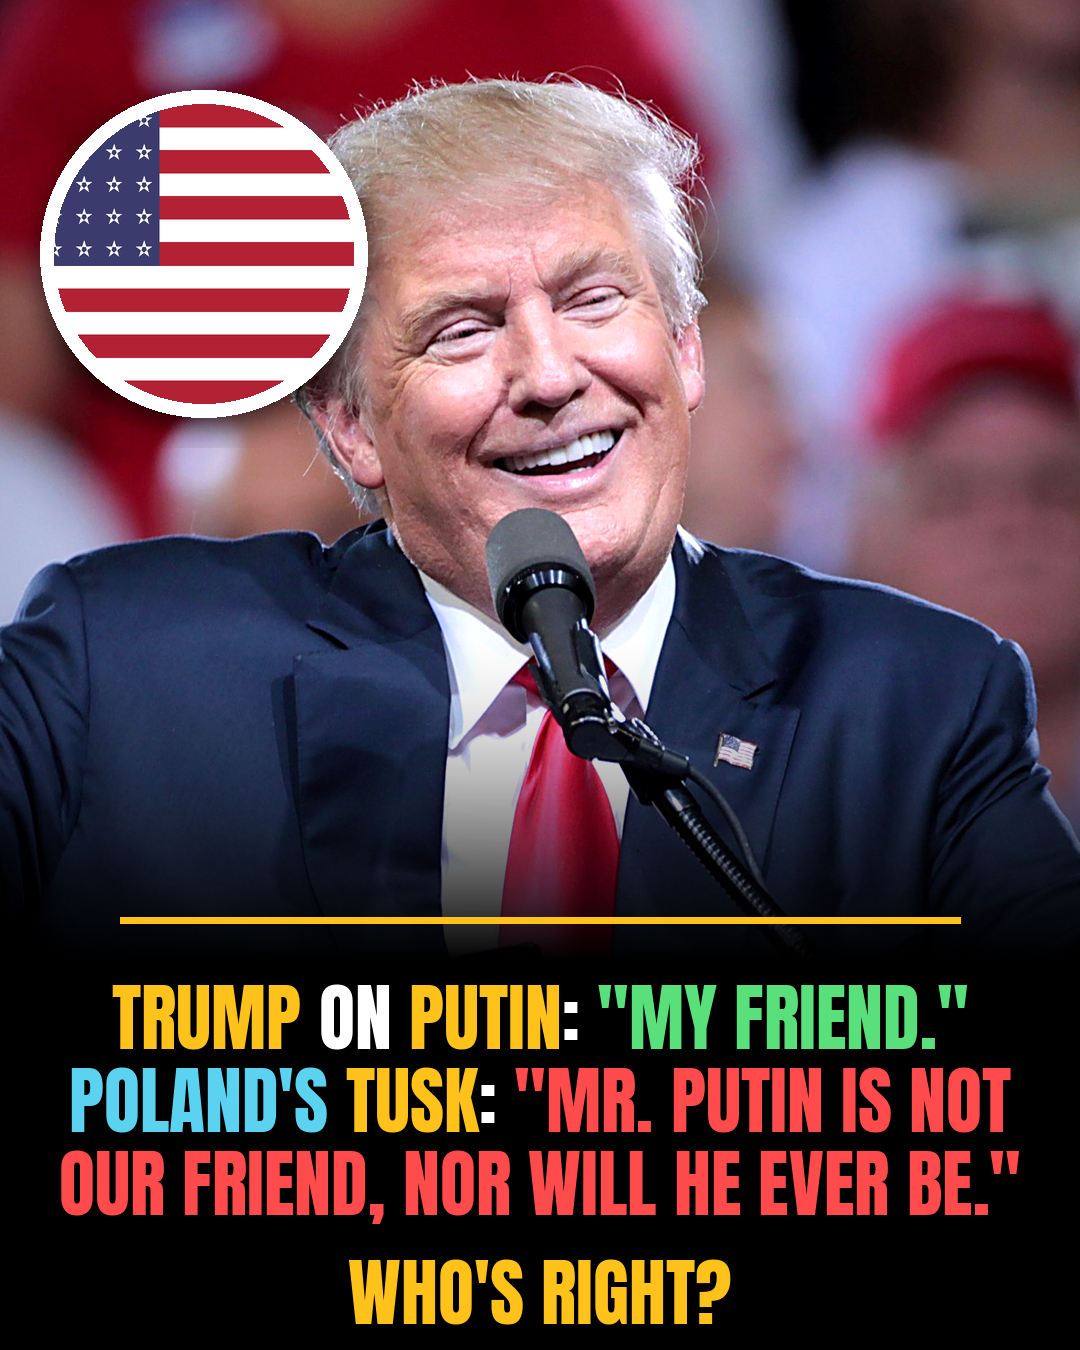 TRUMP ON PUTIN: "MY FRIEND."
POLAND'S TUSK: "MR. PUTIN IS NOT
OUR FRIEND, NOR WILL HE EVER BE."
WHO'S RIGHT?